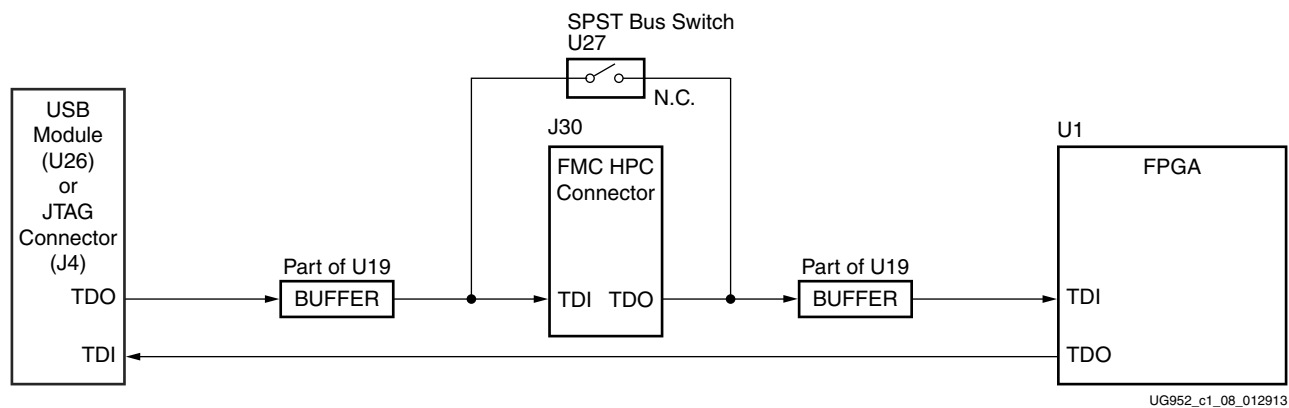 SPST Bus Switch
U27
N.C.
USB
Module
(U26)
or
JTAG
Connector
(J4)
TDO
TDI
Part of U19
BUFFER
J30
FMC HPC
Connector
TDI TDO
Part of U19
BUFFER
U1
FPGA
TDI
TDO
UG952_c1_08_012913